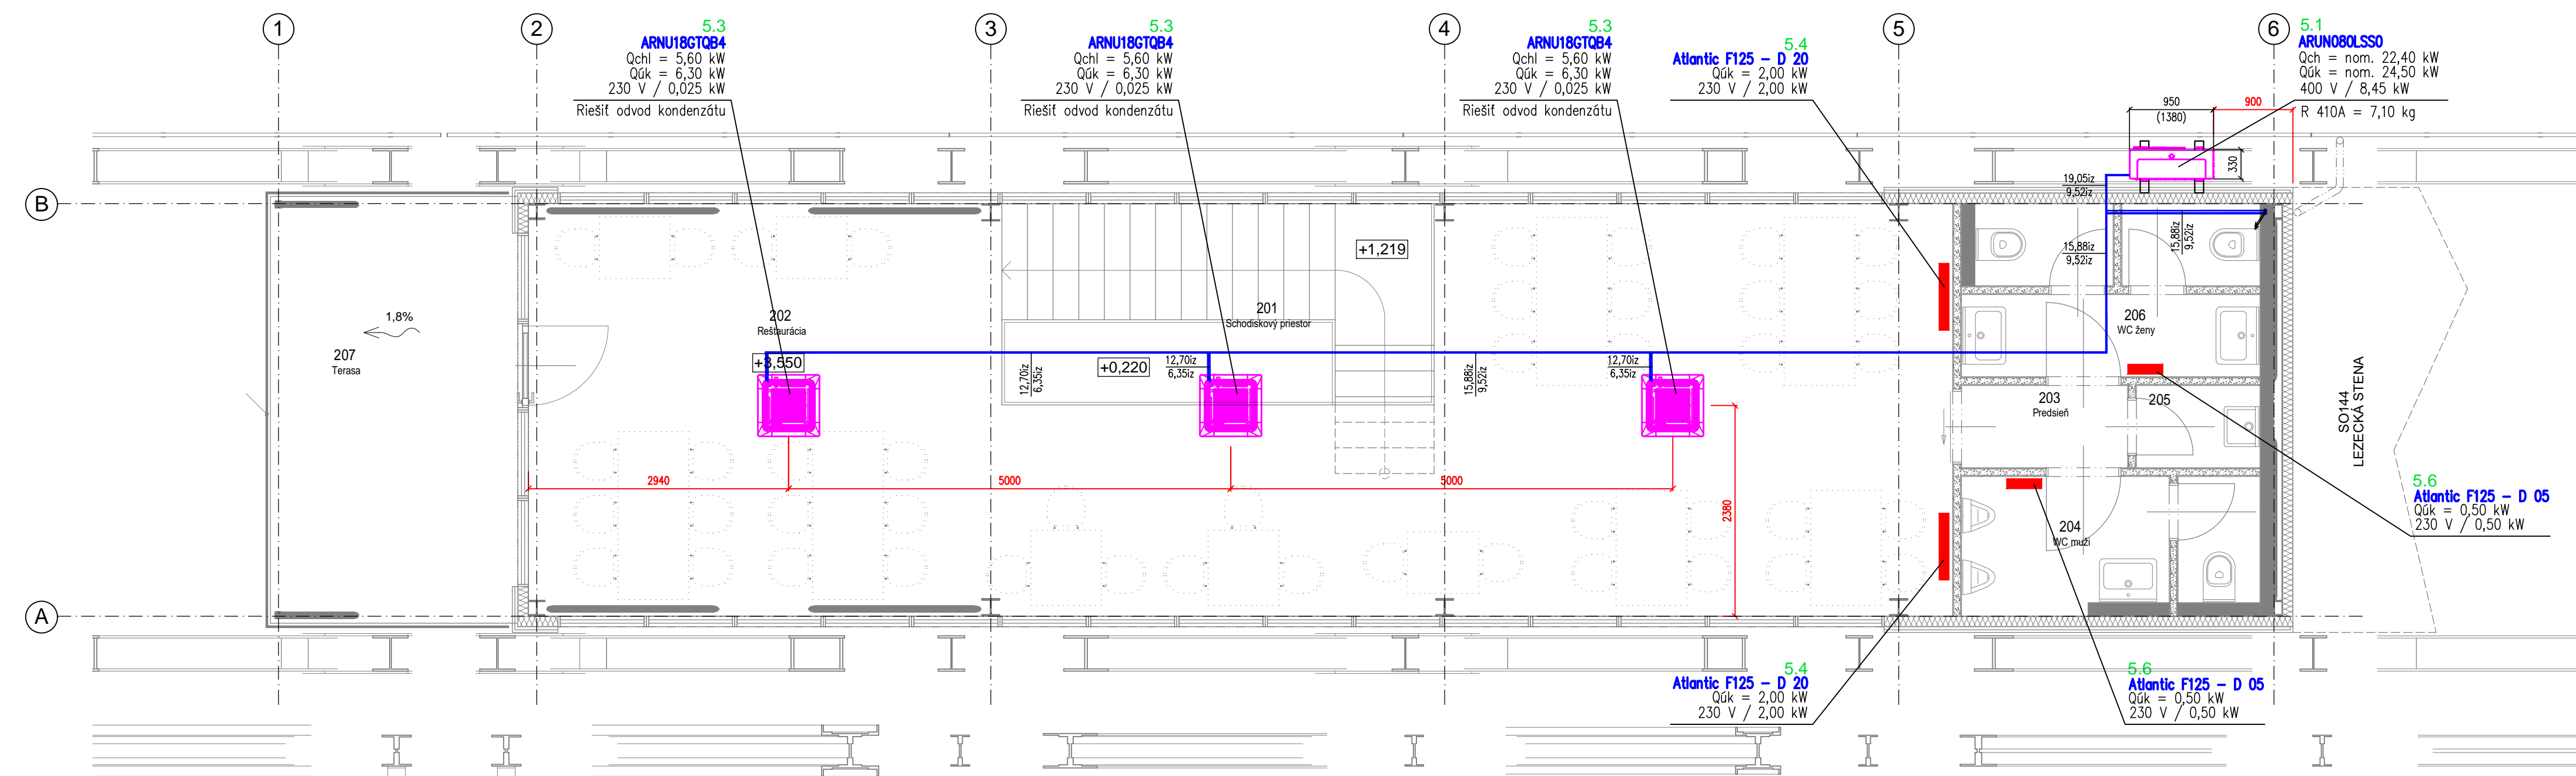 1
2
3
4
5
6
5.3
ARNU18GTQB4
Qchl = 5,60 kW
Qúk = 6,30 kW
230 V / 0,025 kW
Riešiť odvod kondenzátu
5.3
ARNU18GTQB4
Qchl = 5,60 kW
Qúk = 6,30 kW
230 V / 0,025 kW
Riešiť odvod kondenzátu
5.3
ARNU18GTQB4
Qchl = 5,60 kW
Qúk = 6,30 kW
230 V / 0,025 kW
Riešiť odvod kondenzátu
5.4
Atlantic F125 - D 20
Qúk = 2,00 kW
230 V / 2,00 kW
5.1
ARUN080LSS0
Qch = nom. 22,40 kW
Qúk = nom. 24,50 kW
400 V / 8,45 kW
R 410A = 7,10 kg
950
(1380)
900
330
B
19,05iz
9,52iz
15,88iz
9,52iz
15,88iz
9,52iz
+1,219
1,8%
207
Terasa
202
Reštaurácia
+3,550
201
Schodiskový priestor
+0,220
12,70iz
6,35iz
12,70iz
6,35iz
15,88iz
9,52iz
12,70iz
6,35iz
206
WC ženy
203
Predsieň
205
SO144
LEZECKÁ STENA
2940
5000
5000
2380
204
WC muži
5.6
Atlantic F125 - D 05
Qúk = 0,50 kW
230 V / 0,50 kW
A
5.4
Atlantic F125 - D 20
Qúk = 2,00 kW
230 V / 2,00 kW
5.6
Atlantic F125 - D 05
Qúk = 0,50 kW
230 V / 0,50 kW